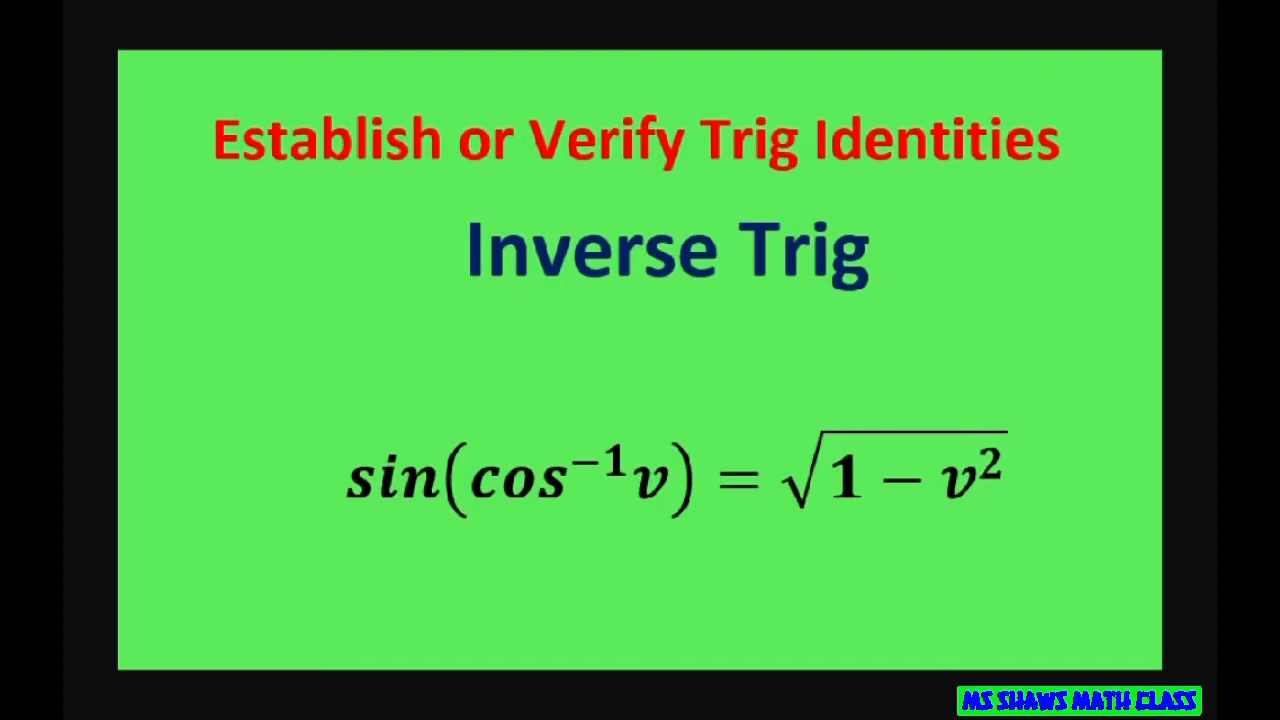 Establish or Verify Trig Identities
Inverse Trig
sin(cos⁻¹v) = √1 − v²
MS SHAWS MATH CLASS